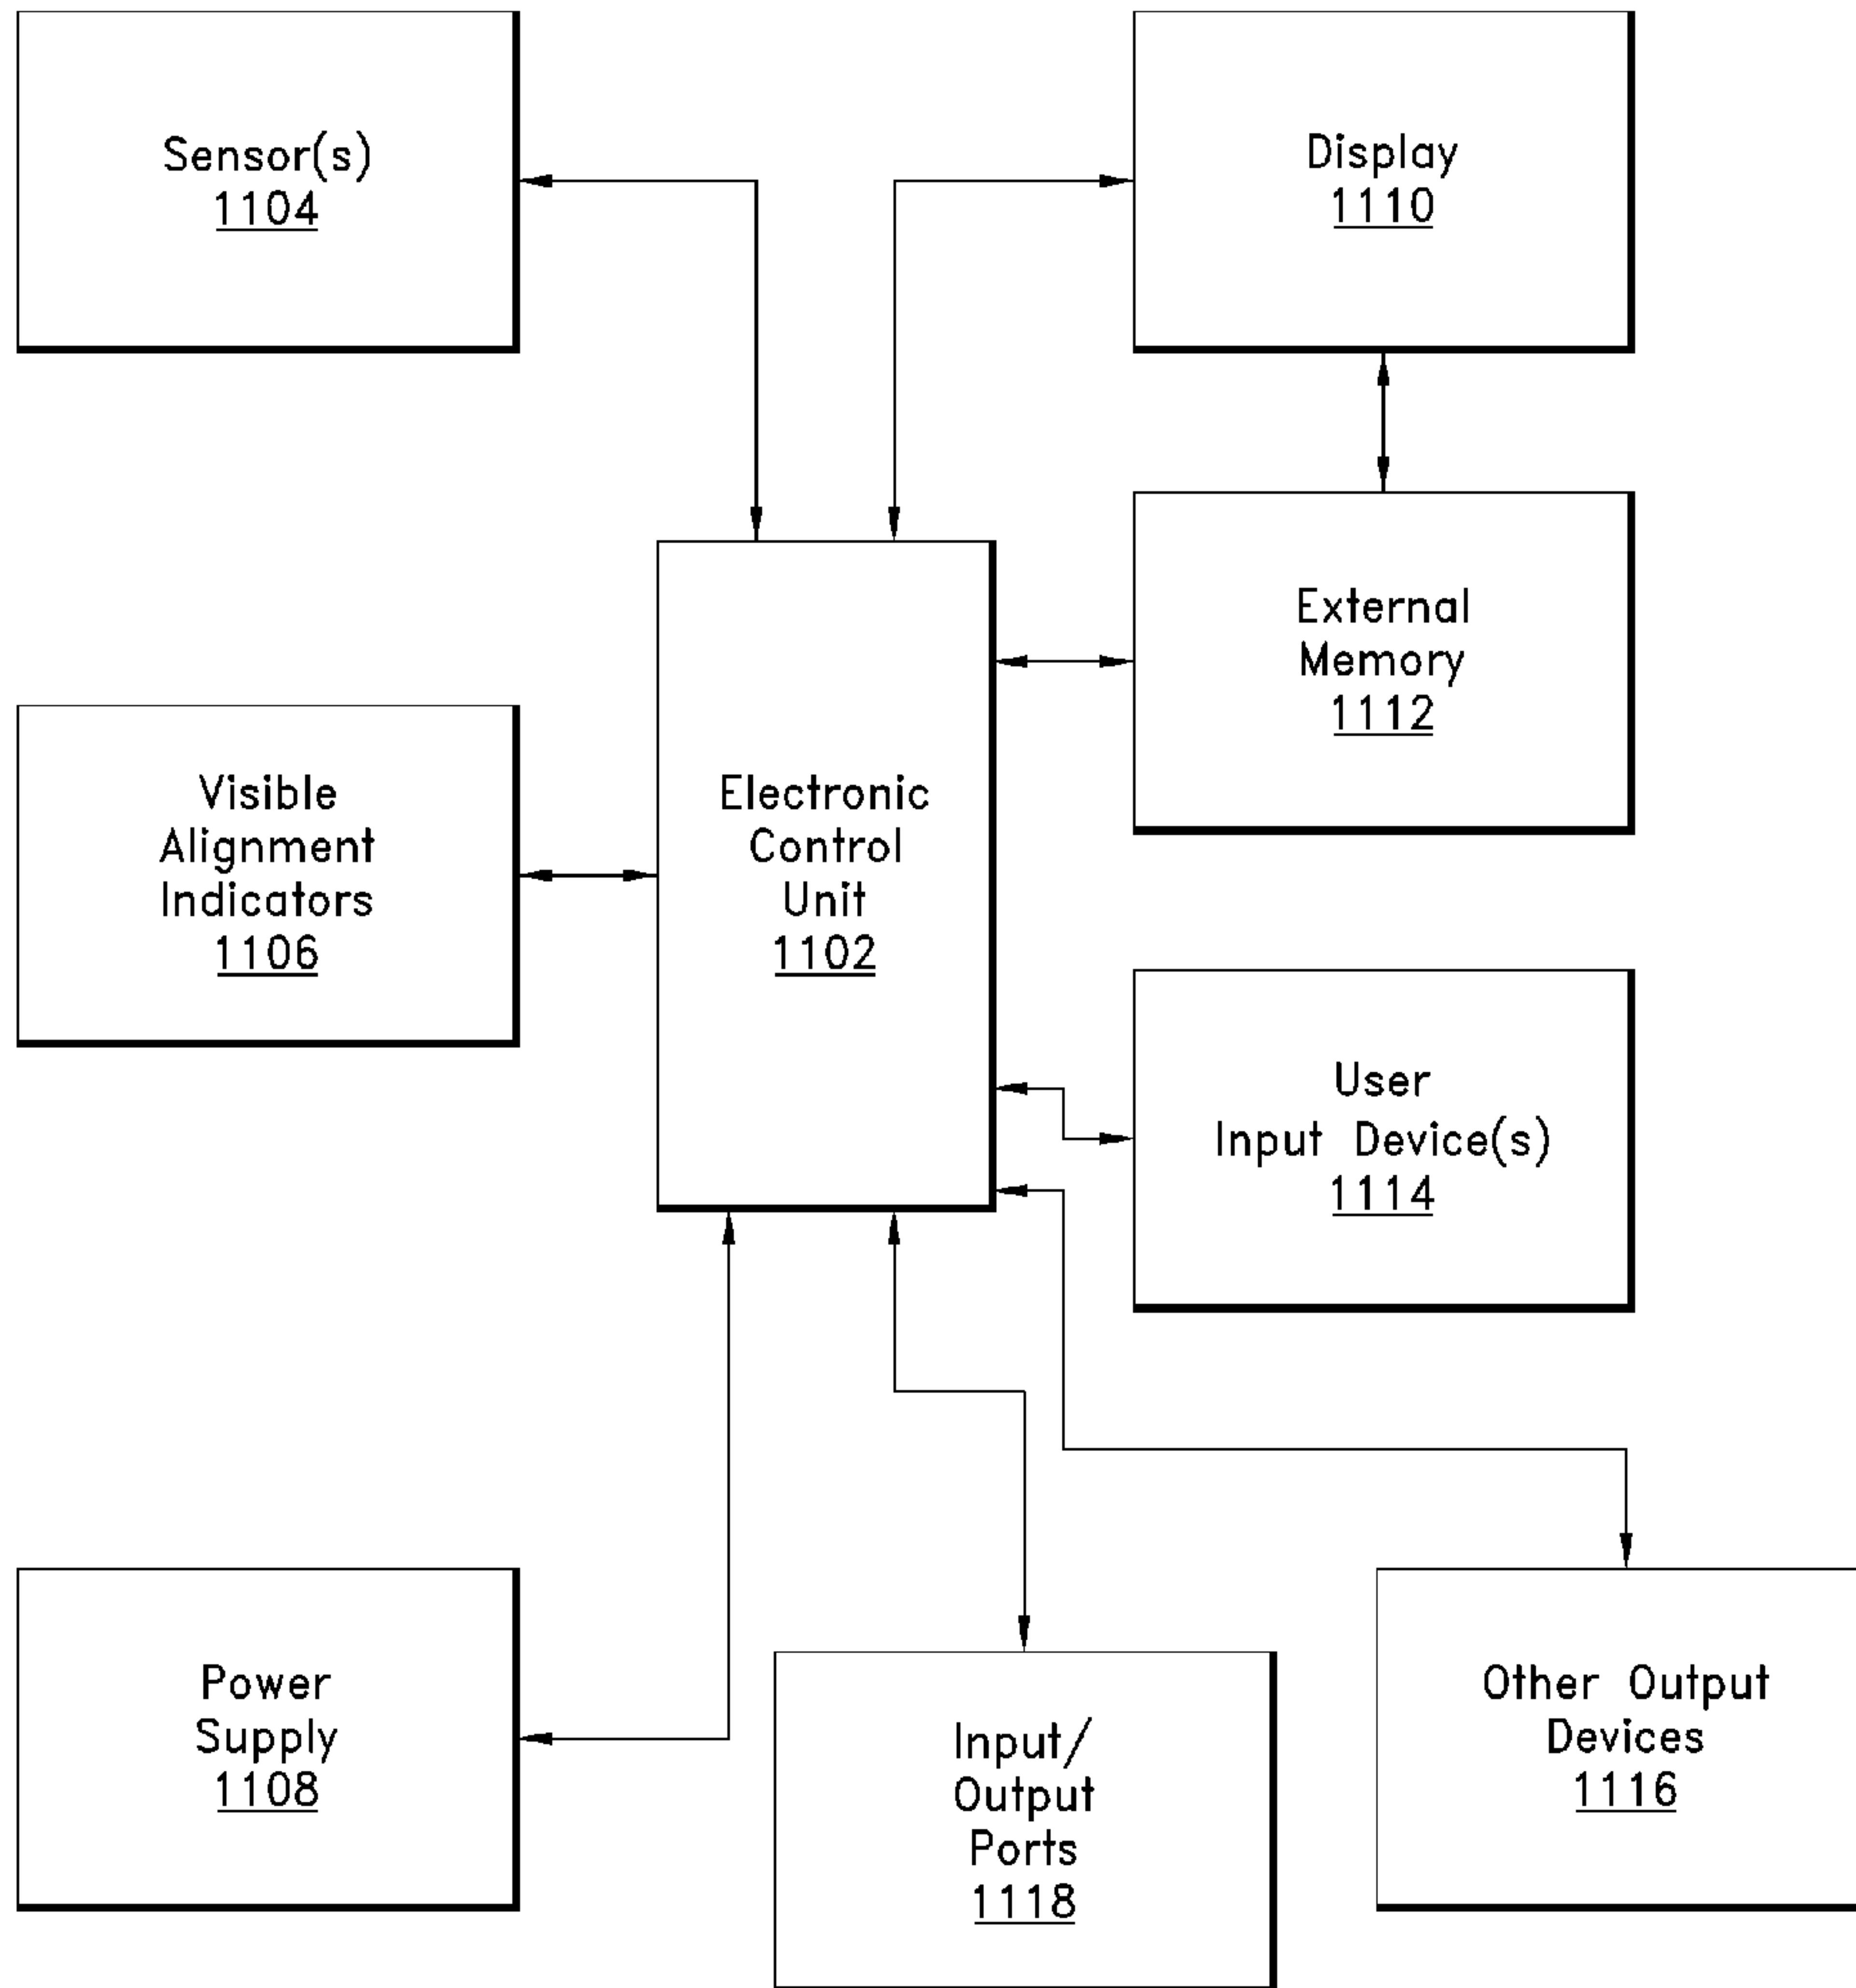 Sensor(s)
1104
Display
1110
External
Memory
1112
Visible
Alignment
Indicators
1106
Electronic
Control
Unit
1102
User
Input Device(s)
1114
Power
Supply
1108
Input/
Output
Ports
1118
Other Output
Devices
1116